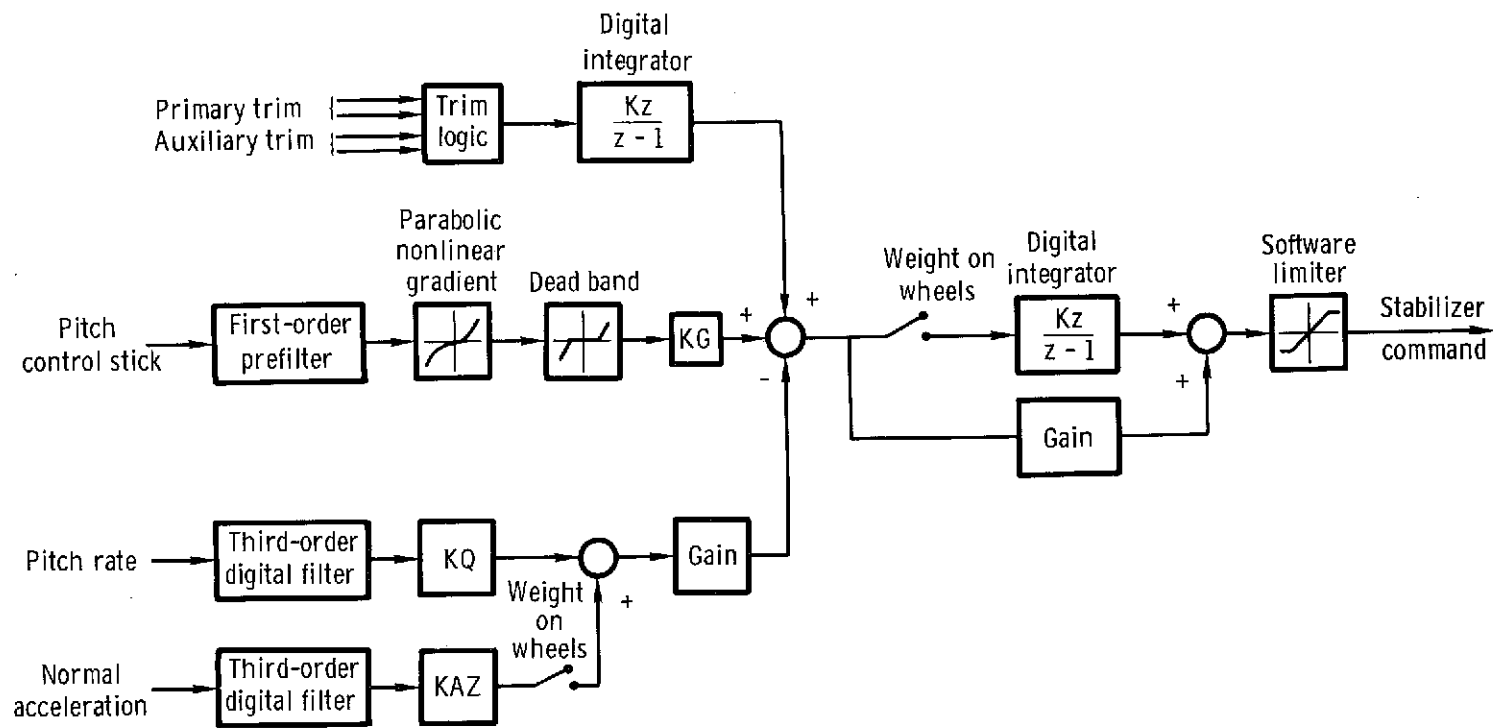 Digital
integrator
Primary trim
Auxiliary trim
Trim
logic
Kz
z - 1
Parabolic
nonlinear
gradient
Dead band
Pitch
control stick
First-order
prefilter
KG
+
+
-
Weight on
wheels
Digital
integrator
Kz
z - 1
+
+
Software
limiter
Stabilizer
command
Gain
Pitch rate
Third-order
digital filter
KQ
Gain
Weight
on
wheels
+
Normal
acceleration
Third-order
digital filter
KAZ